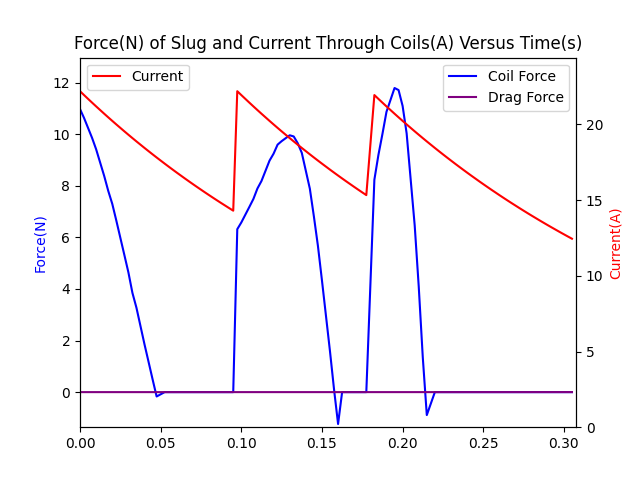 Force(N) of Slug and Current Through Coils(A) Versus Time(s)
Current
Coil Force
Drag Force
Force(N)
12
10
8
6
4
2
0
20
15
10
5
0
Current(A)
0.00 0.05 0.10 0.15 0.20 0.25 0.30